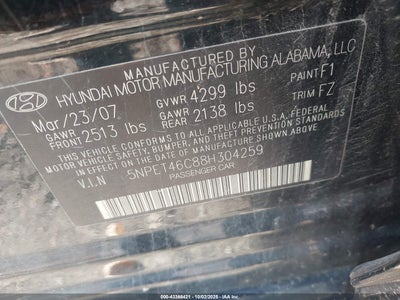 MANUFACTURED BY
HYUNDAI MOTOR MANUFACTURING ALABAMA, LLC
Mar/23/07 GVWR 4299 lbs PAINT F1
GAWR FRONT 2513 lbs GAWR REAR 2138 lbs TRIM FZ
THIS VEHICLE CONFORMS TO ALL APPLICABLE U.S.A. FEDERAL
MOTOR VEHICLE SAFETY, BUMPER, AND THEFT PREVENTION STANDARDS
IN EFFECT ON THE DATE OF MANUFACTURE SHOWN ABOVE.
V.I.N 5NPET46C88H304259
PASSENGER CAR
000-43388421 - 10/02/2025 - IAA Inc.